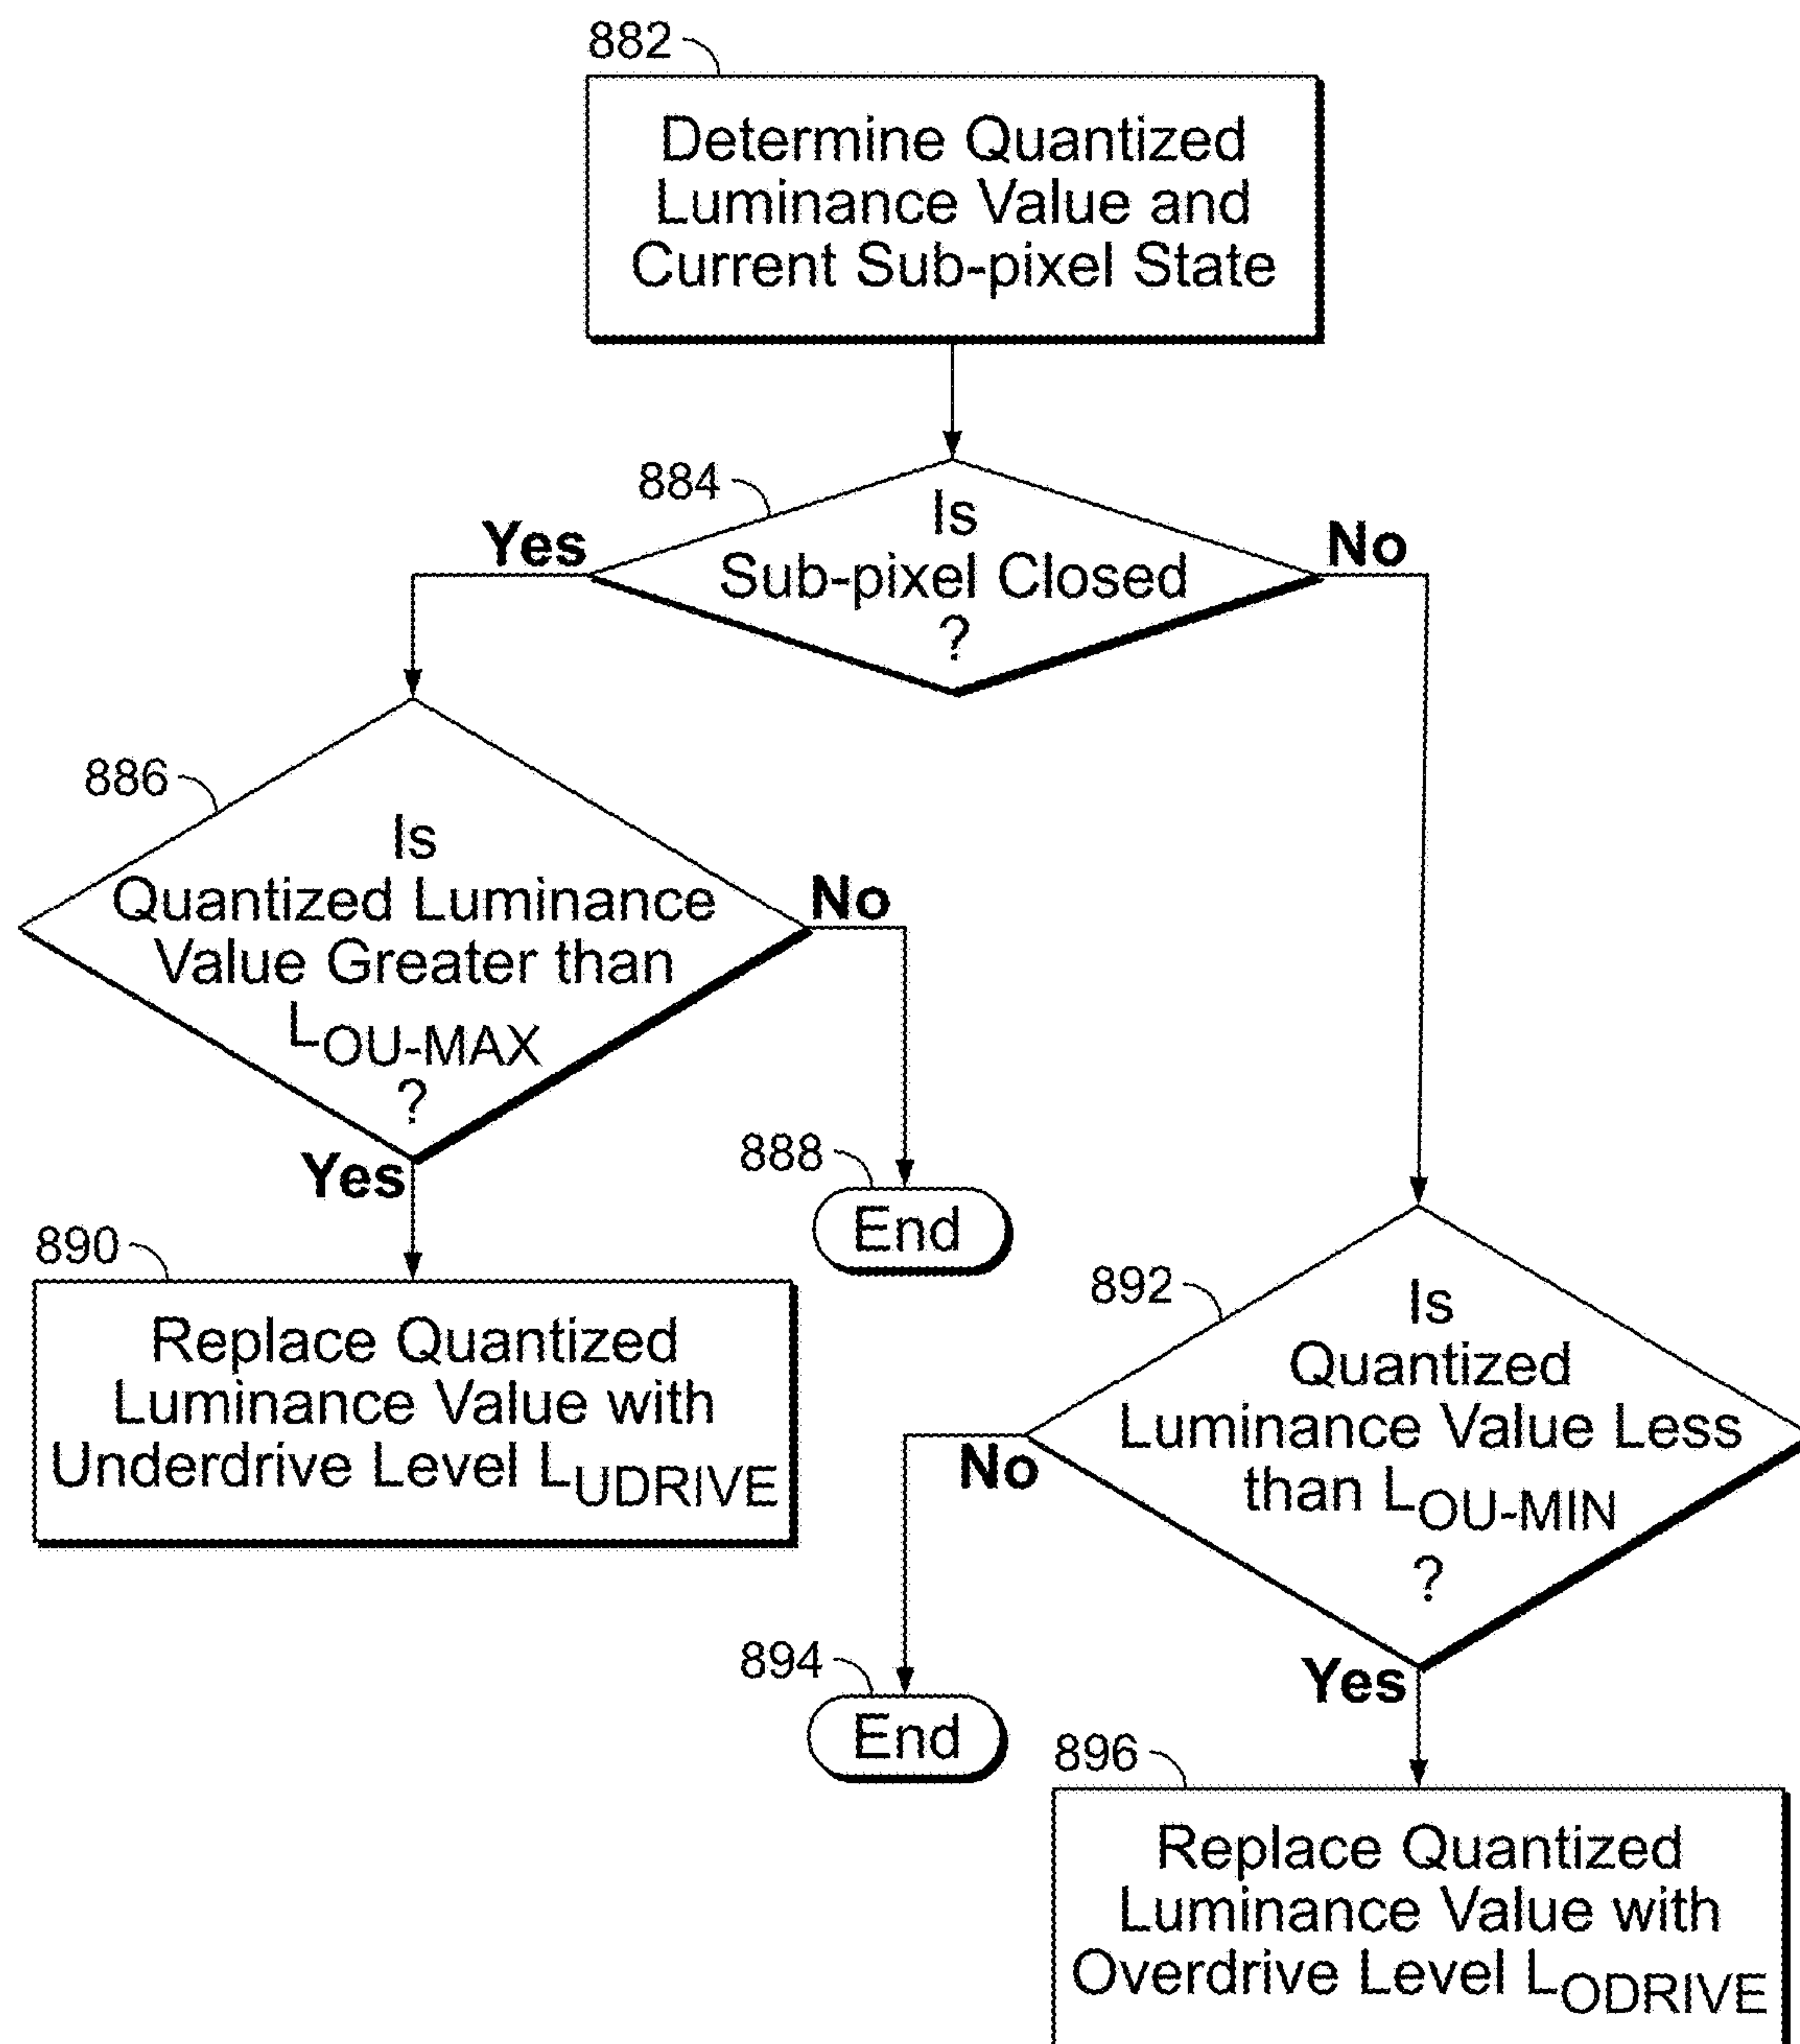 882
Determine Quantized
Luminance Value and
Current Sub-pixel State
884
Is
Sub-pixel Closed
?
Yes
No
886
Is
Quantized Luminance
Value Greater than
LOU-MAX
?
No
Yes
888
End
890
Replace Quantized
Luminance Value with
Underdrive Level LUDRIVE
892
Is
Quantized
Luminance Value Less
than LOU-MIN
?
No
Yes
894
End
896
Replace Quantized
Luminance Value with
Overdrive Level LODRIVE